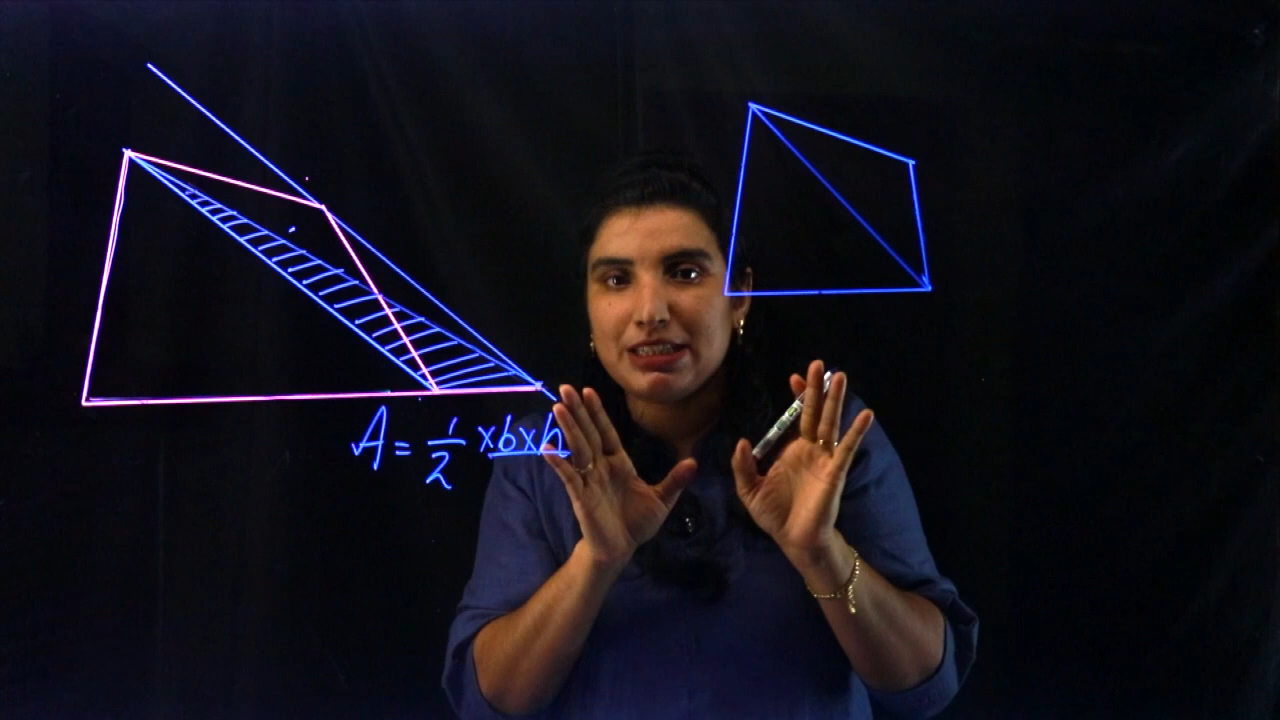 A = 1/2 × b × h